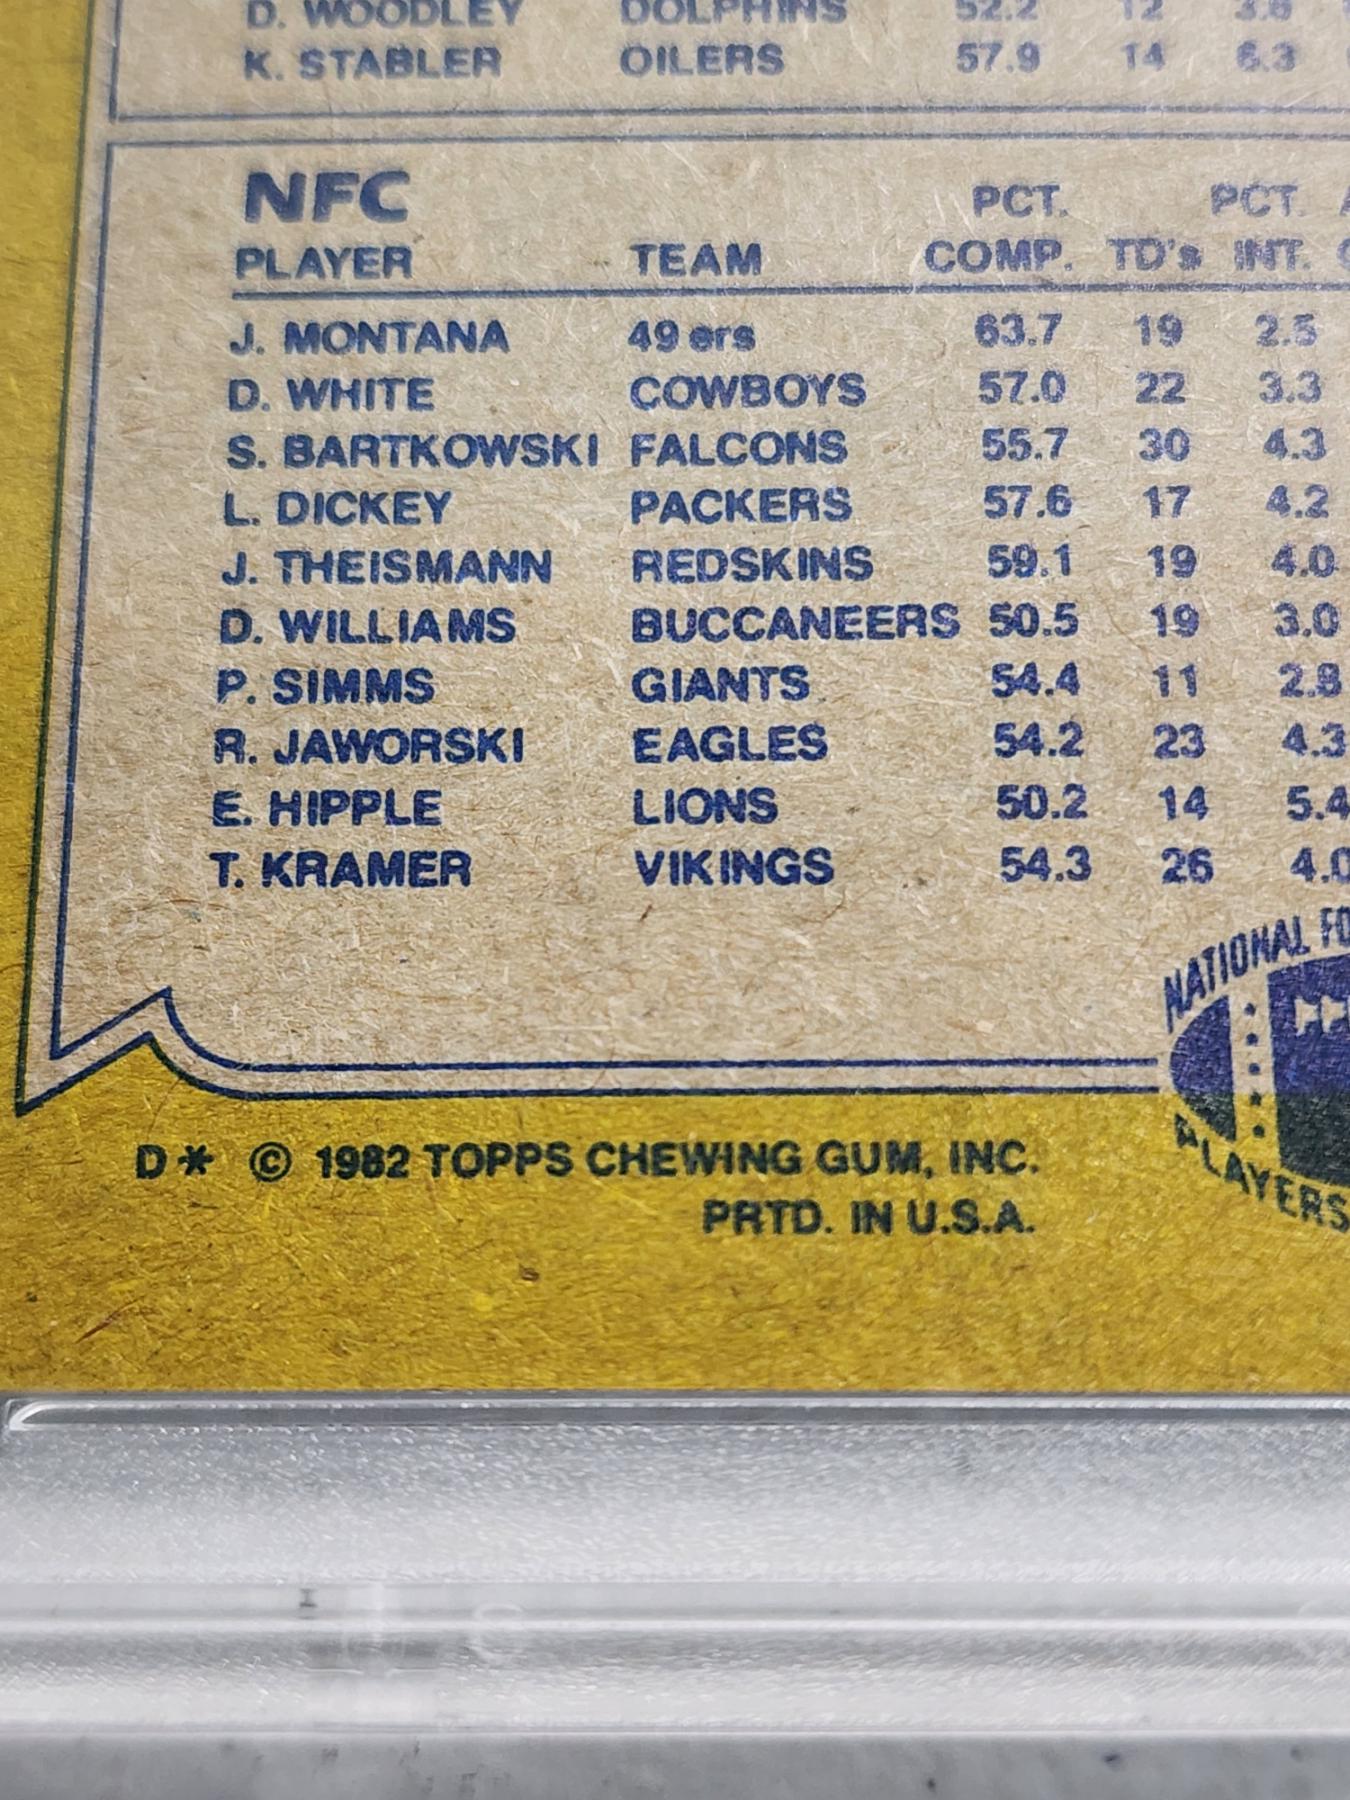 D. WOODLEY DOLPHINS 52.2 12 3.8
K. STABLER OILERS 57.9 14 6.3
NFC
PCT. PCT.
PLAYER TEAM COMP. TD's INT.
J. MONTANA 49ers 63.7 19 2.5
D. WHITE COWBOYS 57.0 22 3.3
S. BARTKOWSKI FALCONS 55.7 30 4.3
L. DICKEY PACKERS 57.6 17 4.2
J. THEISMANN REDSKINS 59.1 19 4.0
D. WILLIAMS BUCCANEERS 50.5 19 3.0
P. SIMMS GIANTS 54.4 11 2.8
R. JAWORSKI EAGLES 54.2 23 4.3
E. HIPPLE LIONS 50.2 14 5.4
T. KRAMER VIKINGS 54.3 26 4.0
NATIONAL FO
PLAYERS
D* © 1982 TOPPS CHEWING GUM, INC.
PRTD. IN U.S.A.